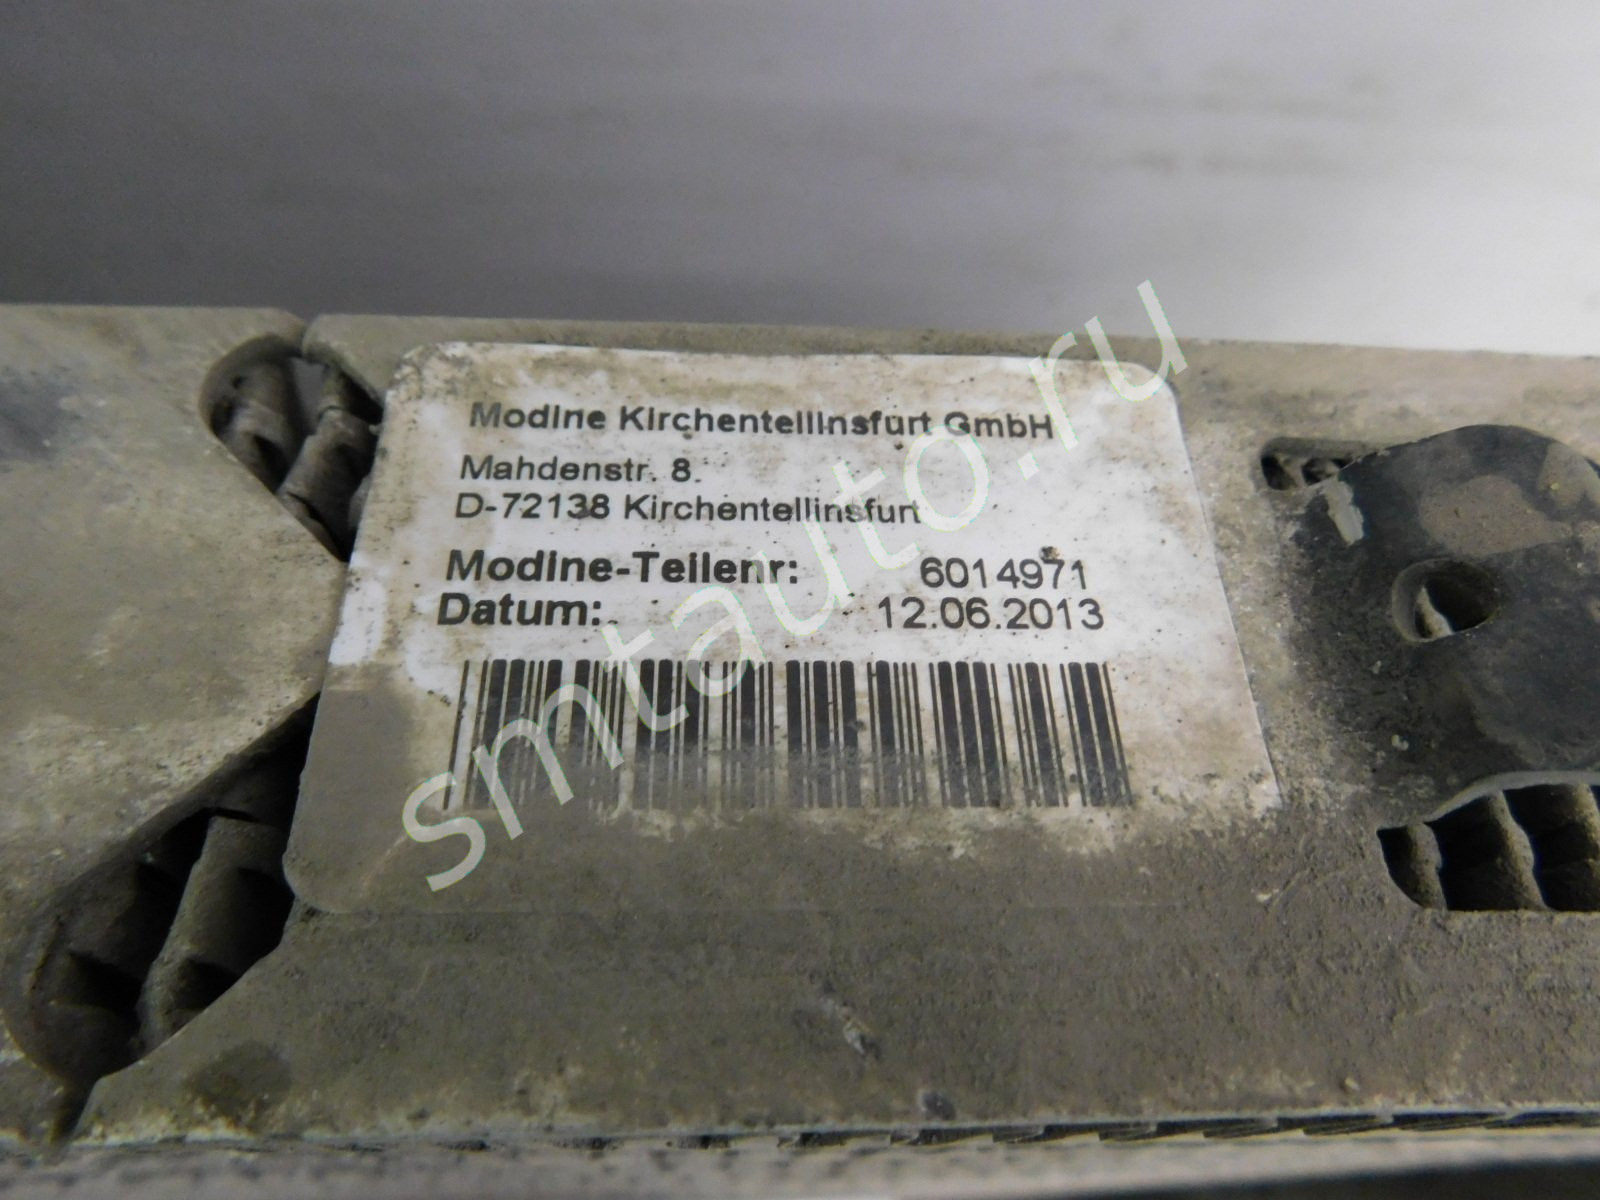 Modine Kirchentellinsfurt GmbH
Mahdenstr. 8.
D-72138 Kirchentellinsfurt
Modine-Teilenr: 6014971
Datum: 12.06.2013
smtauto.ru